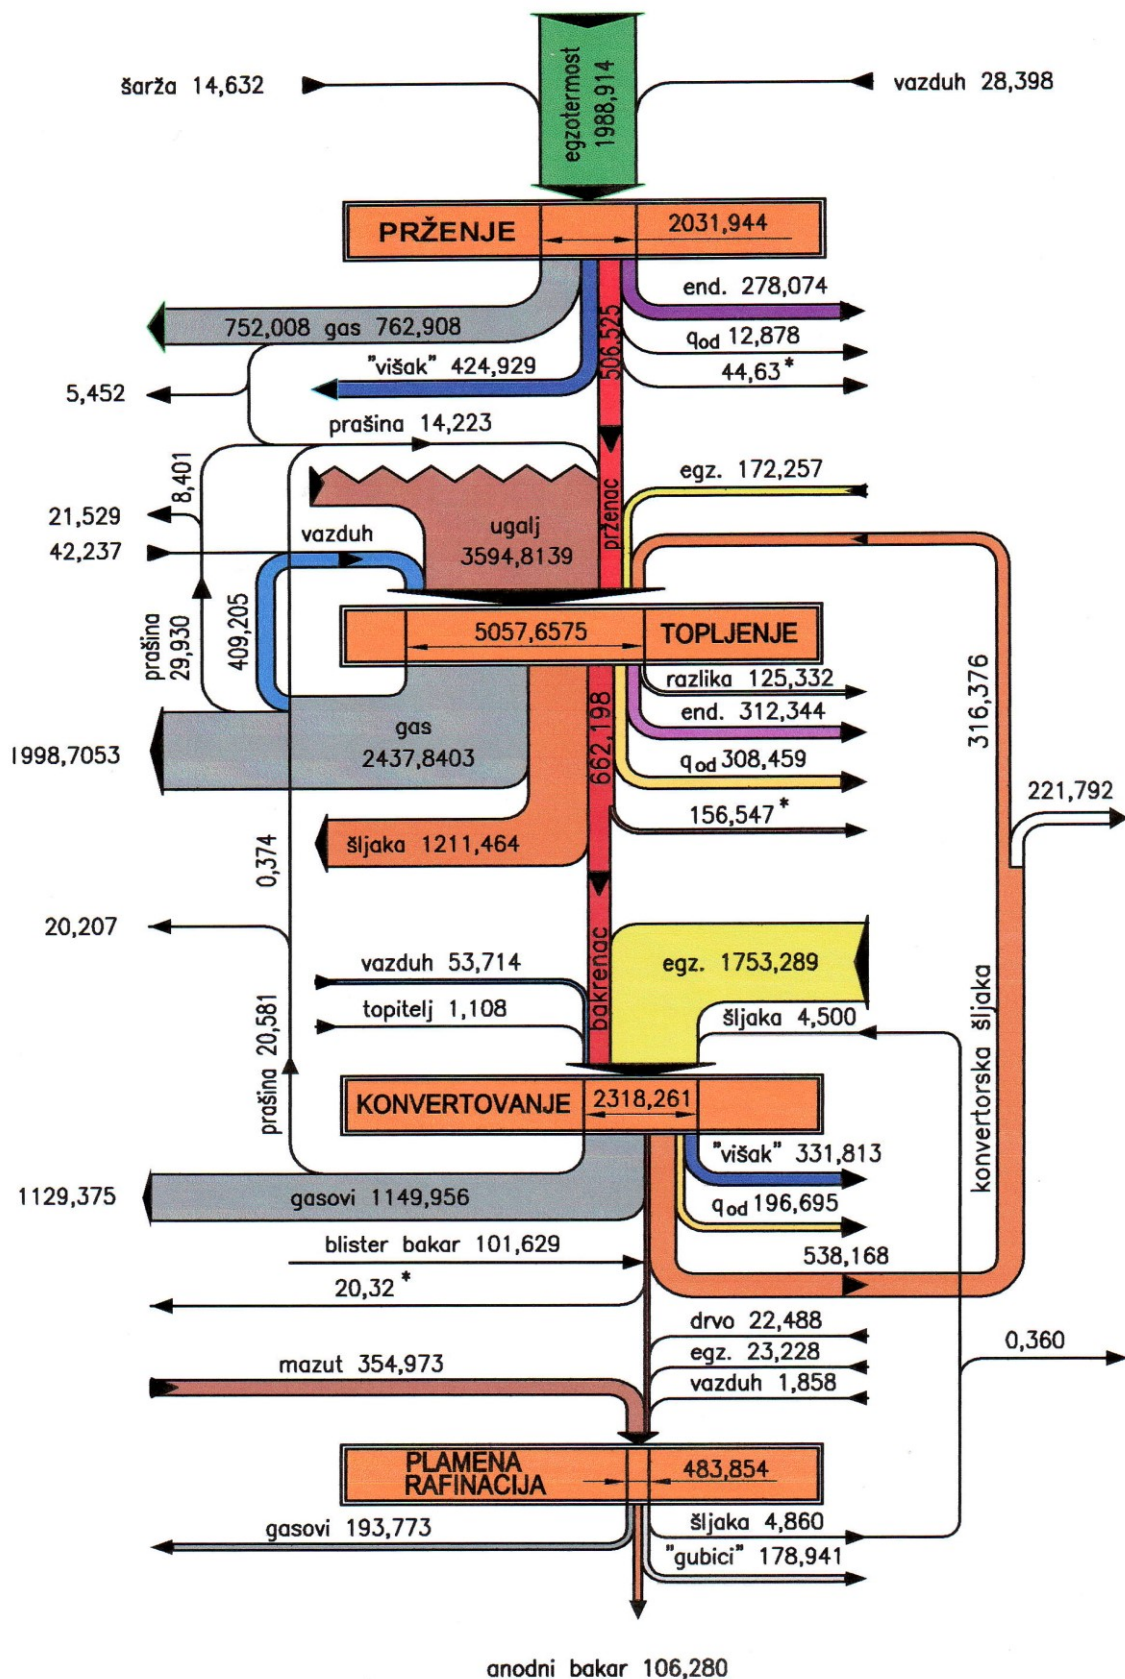 egzotermost
1988,914
šarža 14,632
vazduh 28,398
PRŽENJE
2031,944
752,008 gas 762,908
end. 278,074
qod 12,878
44,63*
"višak" 424,929
506,525
5,452
prašina 14,223
8,401
21,529
42,237
vazduh
ugalj
3594,8139
prženac
egz. 172,257
prašina
29,930
409,205
5057,6575
TOPLJENJE
316,376
razlika 125,332
end. 312,344
qod 308,459
156,547*
662,198
gas
2437,8403
1998,7053
221,792
šljaka 1211,464
0,374
20,207
bakrenac
vazduh 53,714
topitelj 1,108
egz. 1753,289
šljaka 4,500
konvertorska šljaka
prašina 20,581
KONVERTOVANJE
2318,261
"višak" 331,813
qod 196,695
1129,375
gasovi 1149,956
blister bakar 101,629
538,168
20,32*
drvo 22,488
egz. 23,228
vazduh 1,858
0,360
mazut 354,973
PLAMENA
RAFINACIJA
483,854
gasovi 193,773
šljaka 4,860
"gubici" 178,941
anodni bakar 106,280